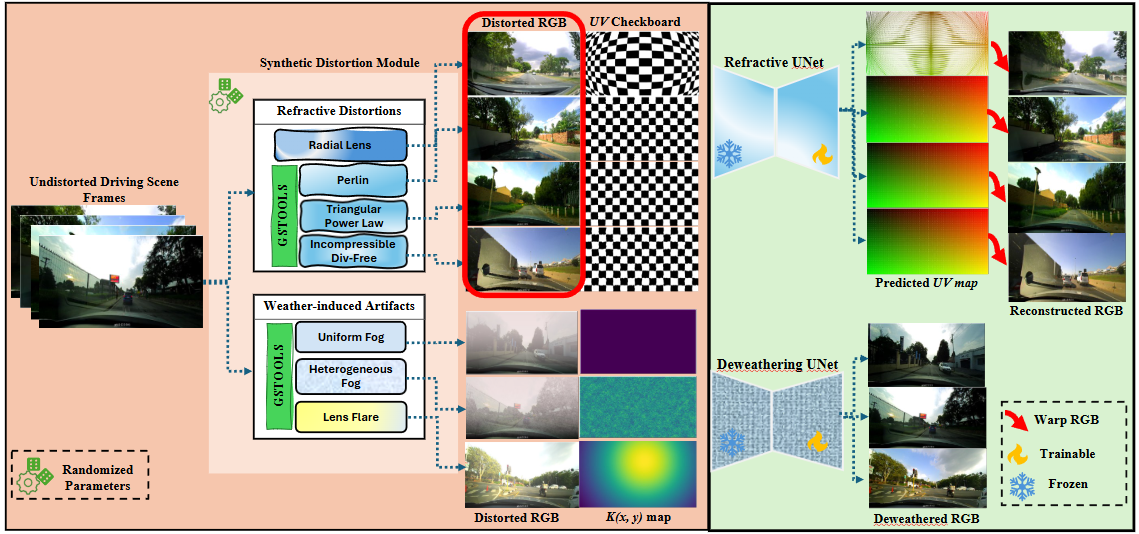 Distorted RGB
UV Checkboard
Synthetic Distortion Module
Refractive Distortions
Radial Lens
GSTOOLS
Perlin
Triangular
Power Law
Incompressible
Div-Free
Undistorted Driving Scene
Frames
Weather-induced Artifacts
GSTOOLS
Uniform Fog
Heterogeneous
Fog
Lens Flare
Randomized
Parameters
Distorted RGB
K(x, y) map
Refractive UNet
Predicted UV map
Reconstructed RGB
Deweathering UNet
Deweathered RGB
Warp RGB
Trainable
Frozen